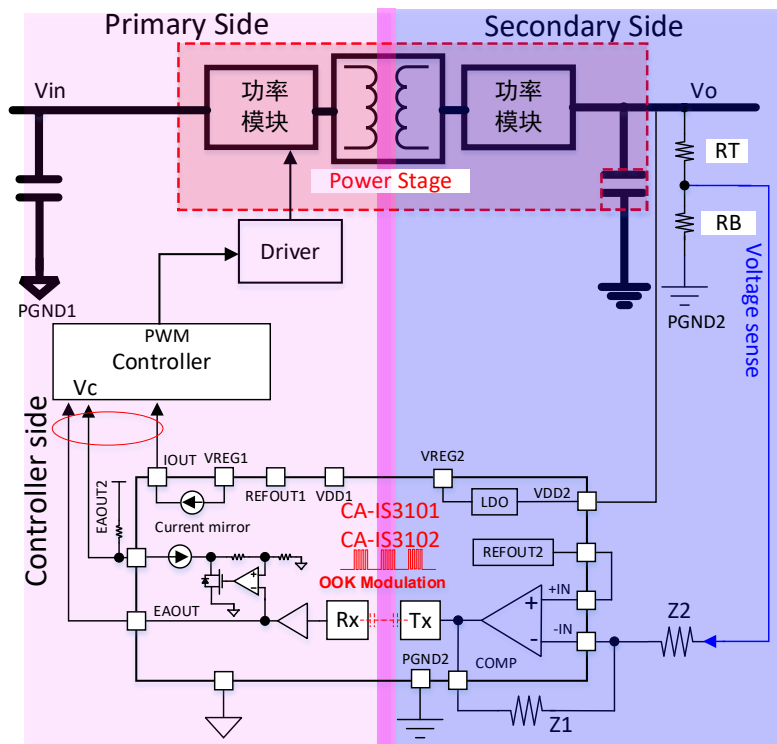 Primary Side
Secondary Side
Vin
功率
模块
功率
模块
Vo
RT
Power Stage
RB
Driver
PGND1
PGND2
Voltage sense
PWM
Controller
Vc
Controller side
IOUT
VREG1
REFOUT1
VDD1
VREG2
LDO
VDD2
EAOUT2
Current mirror
CA-IS3101
CA-IS3102
OOK Modulation
REFOUT2
+IN
+
-
-IN
+
-
EAOUT
Rx
Tx
Z2
PGND2
COMP
Z1